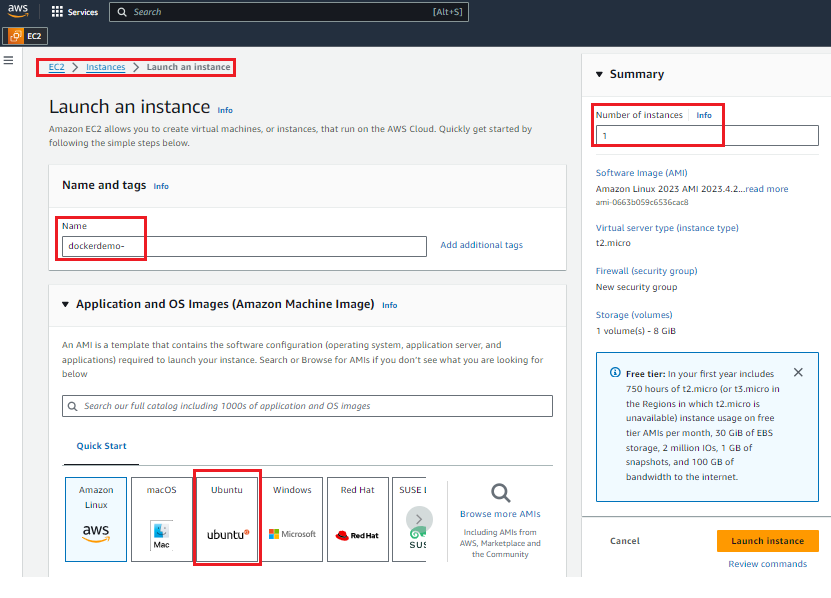 aws
Services
Search
[Alt+S]
EC2
EC2 > Instances > Launch an instance
Launch an instance Info
Amazon EC2 allows you to create virtual machines, or instances, that run on the AWS Cloud. Quickly get started by
following the simple steps below.
Name and tags Info
Name
dockerdemo-
Add additional tags
Application and OS Images (Amazon Machine Image) Info
An AMI is a template that contains the software configuration (operating system, application server, and
applications) required to launch your instance. Search or Browse for AMIs if you don't see what you are looking for
below
Search our full catalog including 1000s of application and OS images
Quick Start
Amazon
Linux
aws
macOS
Mac
Ubuntu
ubuntu
Windows
Microsoft
Red Hat
Red Hat
SUSE
SUS
Browse more AMIs
Including AMIs from
AWS, Marketplace and
the Community
Summary
Number of instances Info
1
Software Image (AMI)
Amazon Linux 2023 AMI 2023.4.2...read more
ami-0663b059c6536cac8
Virtual server type (instance type)
t2.micro
Firewall (security group)
New security group
Storage (volumes)
1 volume(s) - 8 GiB
Free tier: In your first year includes
750 hours of t2.micro (or t3.micro in
the Regions in which t2.micro is
unavailable) instance usage on free
tier AMIs per month, 30 GiB of EBS
storage, 2 million IOs, 1 GB of
snapshots, and 100 GB of
bandwidth to the internet.
Cancel
Launch instance
Review commands